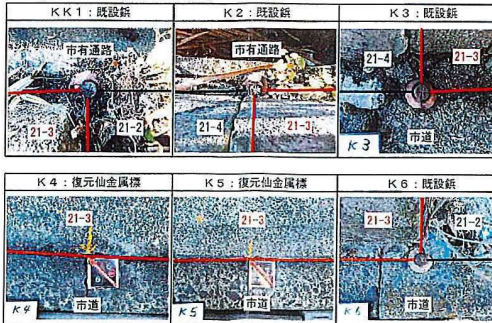 KK1：既設鋲
市有通路
21-3
21-2
K2：既設鋲
市有通路
21-4
21-3
K3：既設鋲
21-4
21-3
市道
K3
K4：復元仙金属標
21-3
市道
K4
K5：復元仙金属標
21-3
市道
K5
K6：既設鋲
21-3
21-2
市道
K6